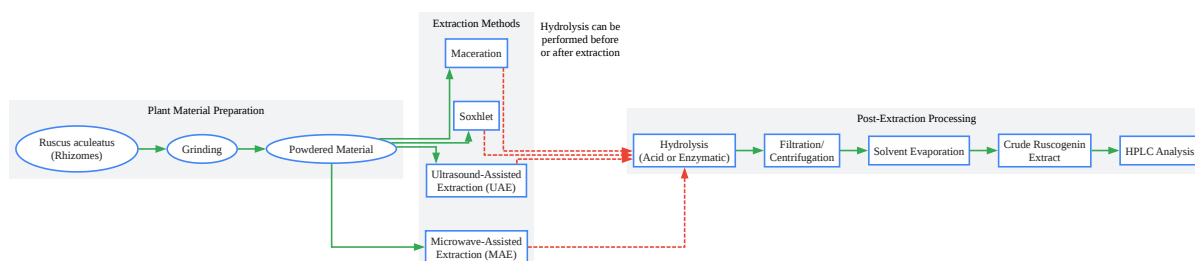 Extraction Methods
Hydrolysis can be
performed before
or after extraction
Maceration
Plant Material Preparation
Soxhlet
Post-Extraction Processing
Ruscus aculeatus
(Rhizomes)
Grinding
Powdered Material
Ultrasound-Assisted
Extraction (UAE)
Microwave-Assisted
Extraction (MAE)
Hydrolysis
(Acid or Enzymatic)
Filtration/
Centrifugation
Solvent Evaporation
Crude Ruscogenin
Extract
HPLC Analysis